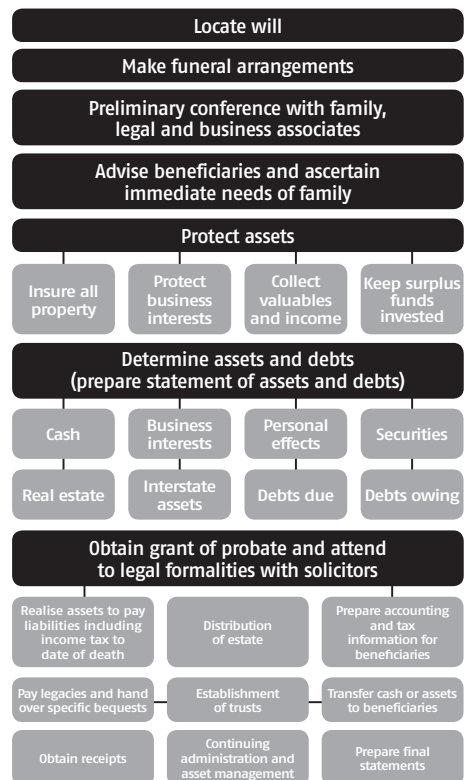 Locate will
Make funeral arrangements
Preliminary conference with family,
legal and business associates
Advise beneficiaries and ascertain
immediate needs of family
Protect assets
Insure all
property
Protect
business
interests
Collect
valuables
and income
Keep surplus
funds
invested
Determine assets and debts
(prepare statement of assets and debts)
Cash
Business
interests
Personal
effects
Securities
Real estate
Interstate
assets
Debts due
Debts owing
Obtain grant of probate and attend
to legal formalities with solicitors
Realise assets to pay
liabilities including
income tax to
date of death
Distribution
of estate
Prepare accounting
and tax
information for
beneficiaries
Pay legacies and hand
over specific bequests
Establishment
of trusts
Transfer cash or assets
to beneficiaries
Obtain receipts
Continuing
administration and
asset management
Prepare final
statements